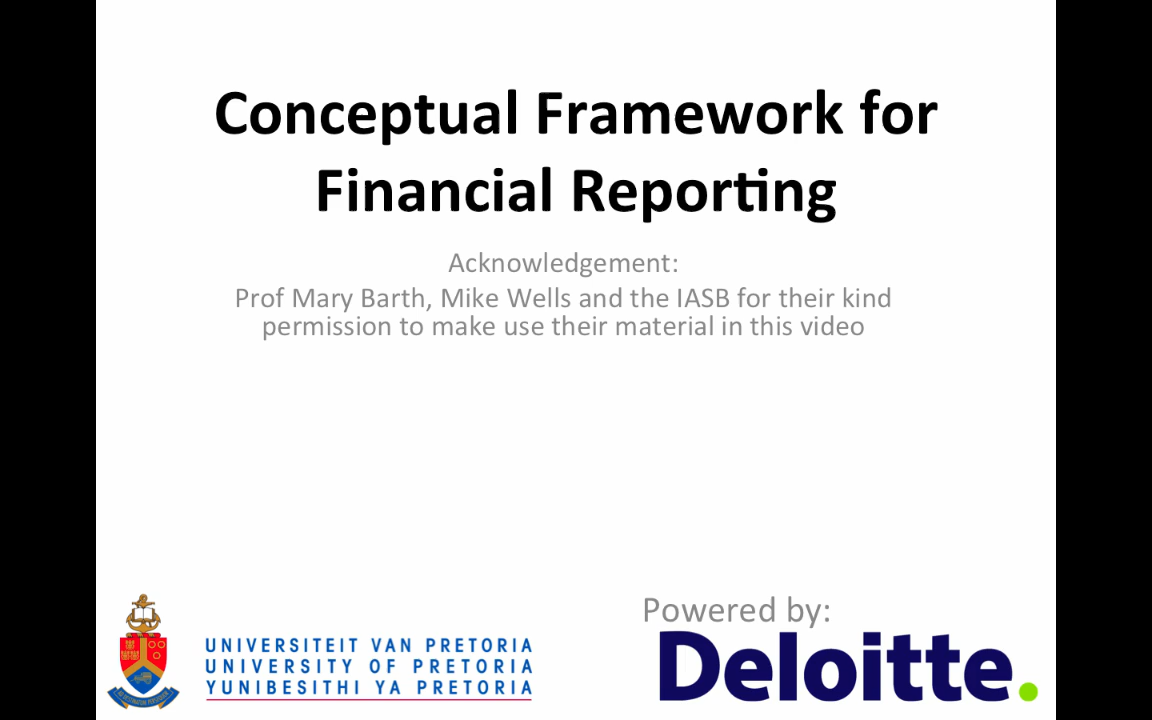 Conceptual Framework for
Financial Reporting
Acknowledgement:
Prof Mary Barth, Mike Wells and the IASB for their kind
permission to make use their material in this video
Powered by:
Deloitte.
UNIVERSITEIT VAN PRETORIA
UNIVERSITY OF PRETORIA
YUNIBESITHI YA PRETORIA